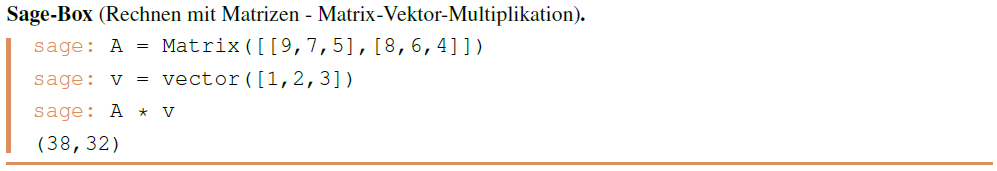 Sage-Box (Rechnen mit Matrizen - Matrix-Vektor-Multiplikation).
sage: A = Matrix([[9,7,5],[8,6,4]])
sage: v = vector([1,2,3])
sage: A * v
(38,32)